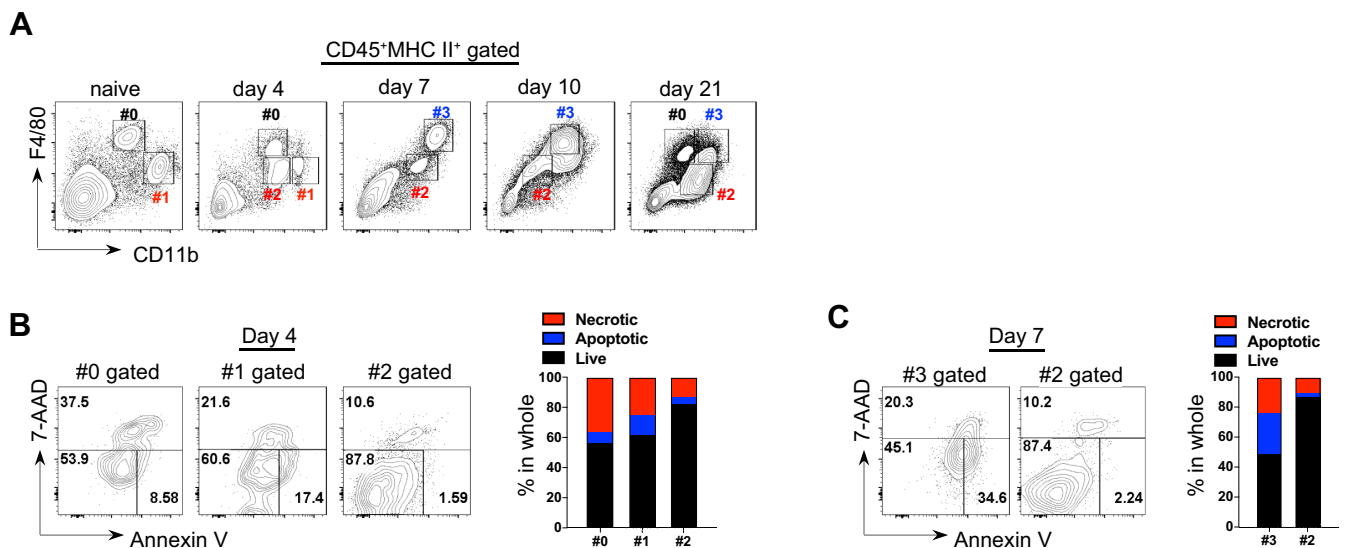 A
CD45⁺MHC II⁺ gated
naive
day 4
day 7
day 10
day 21
#0
#1
#0
#2
#1
#3
#2
#3
#2
#0
#3
#2
F4/80
CD11b
B
Day 4
#0 gated
#1 gated
#2 gated
37.5
53.9
8.58
21.6
60.6
17.4
10.6
87.8
1.59
7-AAD
Annexin V
Necrotic
Apoptotic
Live
% in whole
100
80
60
40
20
0
#0
#1
#2
C
Day 7
#3 gated
#2 gated
20.3
45.1
34.6
10.2
87.4
2.24
7-AAD
Annexin V
Necrotic
Apoptotic
Live
% in whole
100
80
60
40
20
0
#3
#2